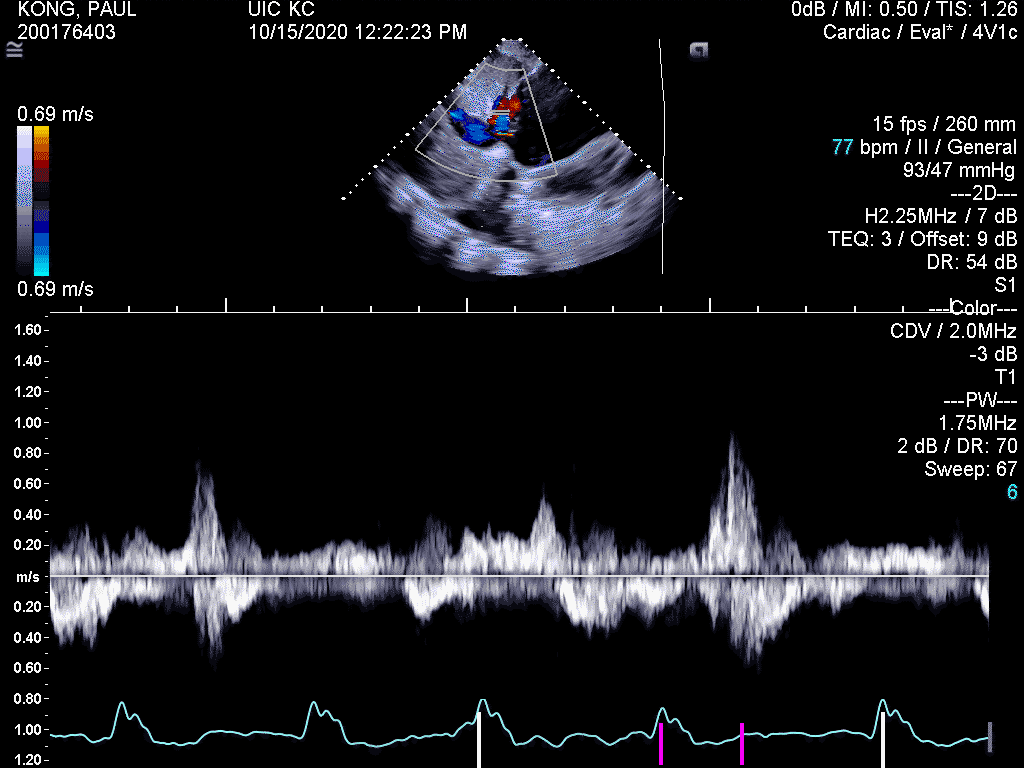 KONG, PAUL
200176403
UIC KC
10/15/2020 12:22:23 PM
0dB / MI: 0.50 / TIS: 1.26
Cardiac / Eval* / 4V1c
0.69 m/s
0.69 m/s
15 fps / 260 mm
77 bpm / II / General
93/47 mmHg
---2D---
H2.25MHz / 7 dB
TEQ: 3 / Offset: 9 dB
DR: 54 dB
S1
---Color---
CDV / 2.0MHz
-3 dB
T1
---PW---
1.75MHz
2 dB / DR: 70
Sweep: 67
6
1.60
1.40
1.20
1.00
0.80
0.60
0.40
0.20
m/s
0.20
0.40
0.60
0.80
1.00
1.20